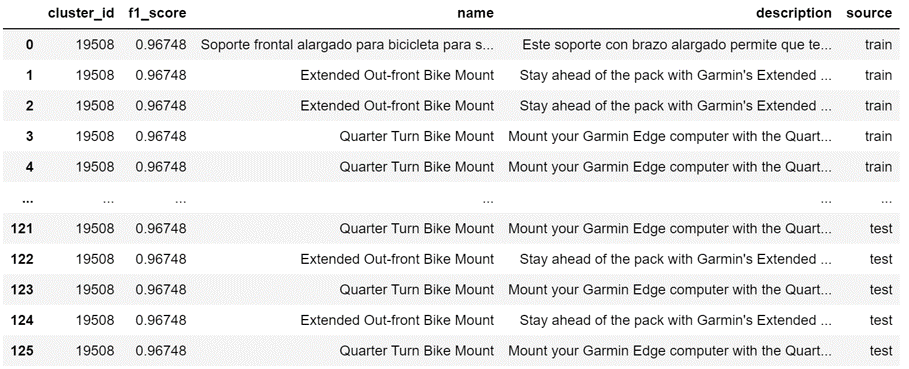 cluster_id f1_score name description source
0 19508 0.96748 Soporte frontal alargado para bicicleta para s... Este soporte con brazo alargado permite que te... train
1 19508 0.96748 Extended Out-front Bike Mount Stay ahead of the pack with Garmin's Extended ... train
2 19508 0.96748 Extended Out-front Bike Mount Stay ahead of the pack with Garmin's Extended ... train
3 19508 0.96748 Quarter Turn Bike Mount Mount your Garmin Edge computer with the Quart... train
4 19508 0.96748 Quarter Turn Bike Mount Mount your Garmin Edge computer with the Quart... train
... ... ... ... ... ...
121 19508 0.96748 Quarter Turn Bike Mount Mount your Garmin Edge computer with the Quart... test
122 19508 0.96748 Extended Out-front Bike Mount Stay ahead of the pack with Garmin's Extended ... test
123 19508 0.96748 Quarter Turn Bike Mount Mount your Garmin Edge computer with the Quart... test
124 19508 0.96748 Extended Out-front Bike Mount Stay ahead of the pack with Garmin's Extended ... test
125 19508 0.96748 Quarter Turn Bike Mount Mount your Garmin Edge computer with the Quart... test